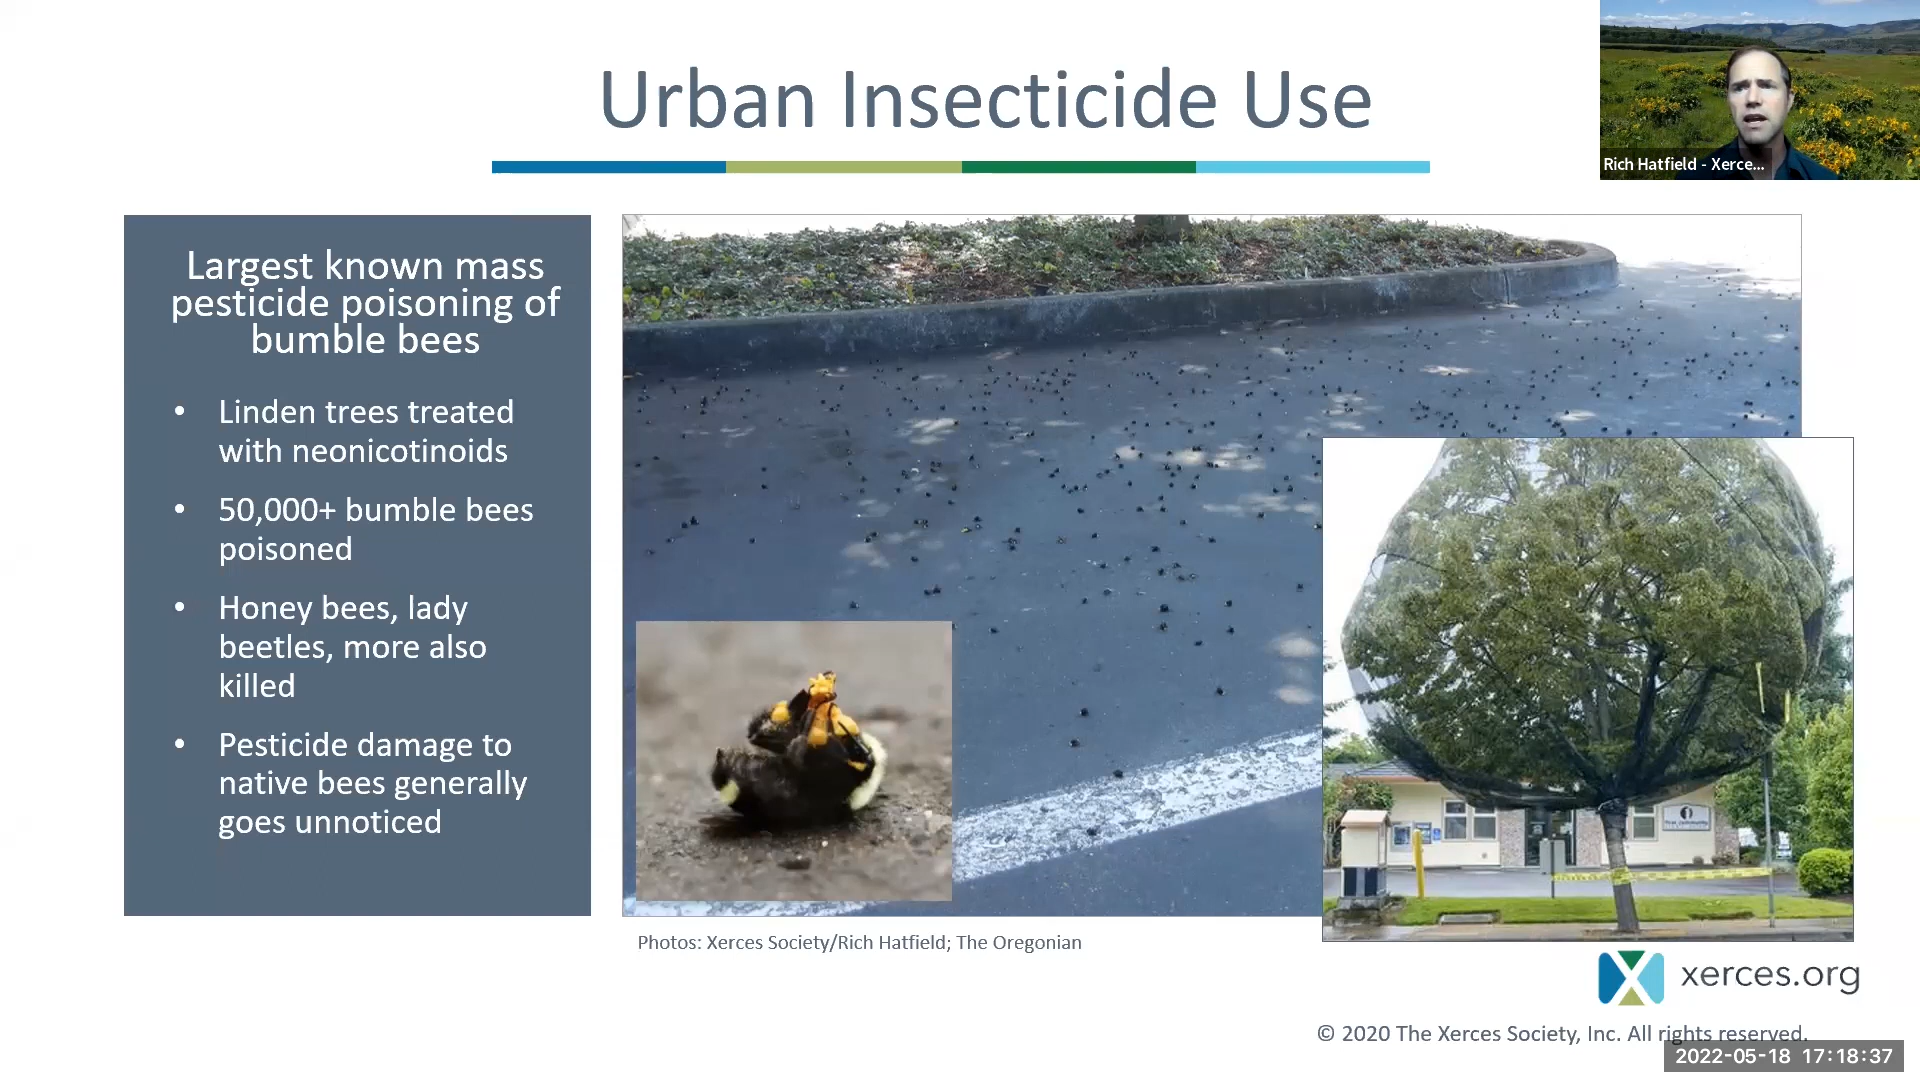 Urban Insecticide Use
Rich Hatfield - Xerce...
Largest known mass
pesticide poisoning of
bumble bees
• Linden trees treated
with neonicotinoids
• 50,000+ bumble bees
poisoned
• Honey bees, lady
beetles, more also
killed
• Pesticide damage to
native bees generally
goes unnoticed
Photos: Xerces Society/Rich Hatfield; The Oregonian
xerces.org
© 2020 The Xerces Society, Inc. All rights reserved.
2022-05-18 17:18:37